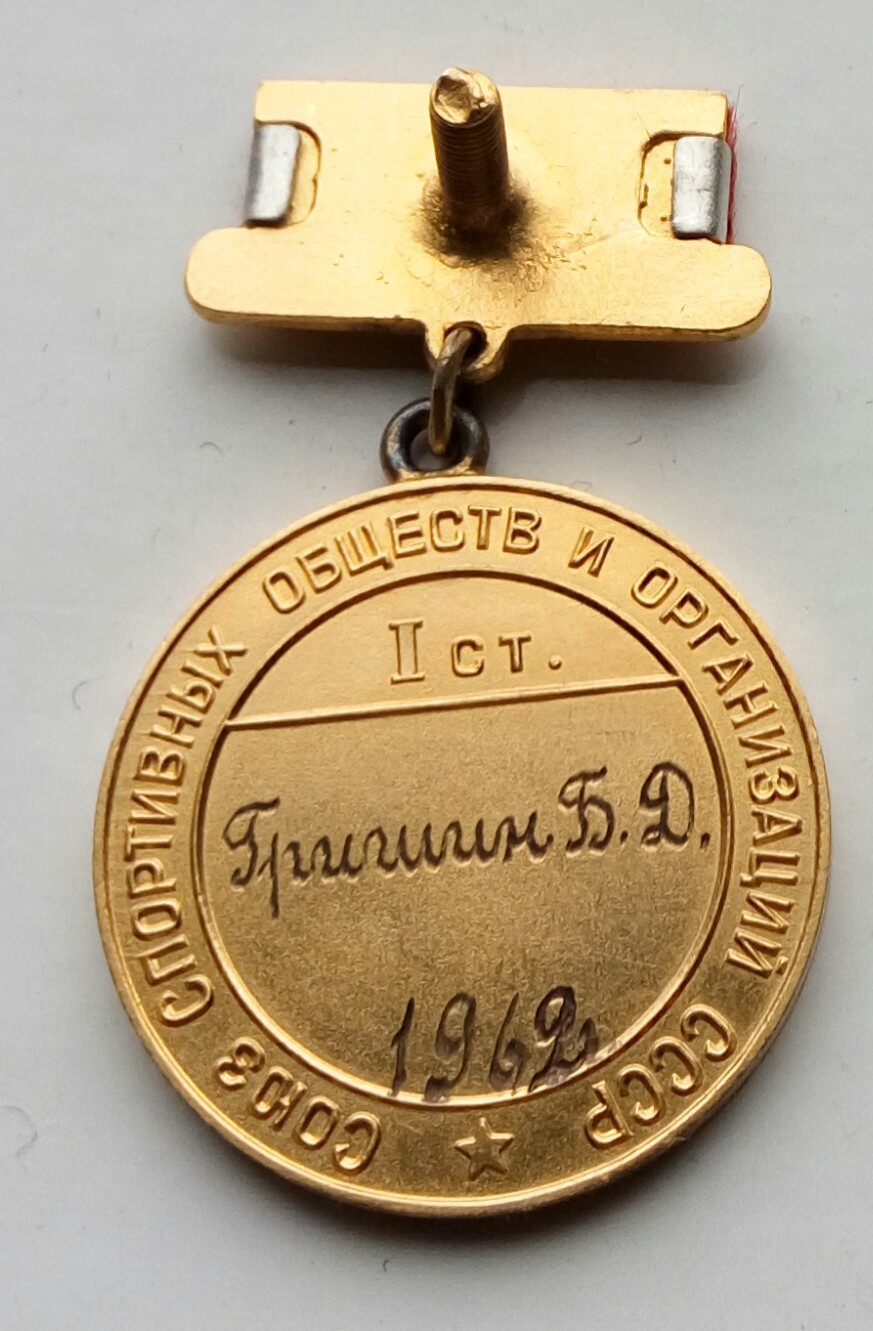 СОЮЗ СПОРТИВНЫХ ОБЩЕСТВ И ОРГАНИЗАЦИЙ СССР
I ст.
Гришин Б. Д.
1962